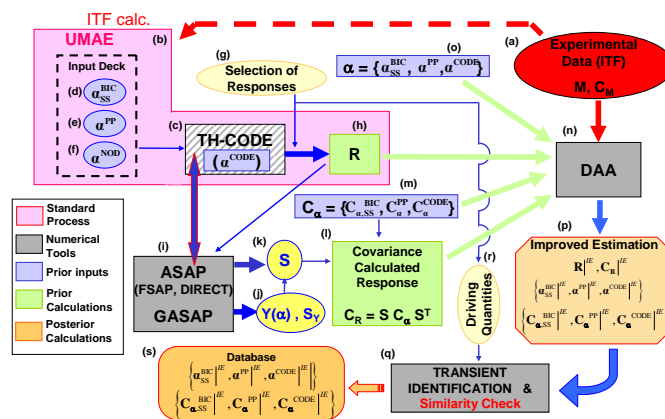 ITF calc.
UMAE
(b)
Input Deck
(d) α_SS^BIC
(e) α^PP
(f) α^NOD
(c)
TH-CODE
(α^CODE)
(g)
Selection of
Responses
(h)
R
(o)
α = {α_SS^BIC, α^PP, α^CODE}
(a)
Experimental
Data (ITF)
M, C_M
(n)
DAA
(m)
C_α = {C_α,SS^BIC, C_α^PP, C_α^CODE}
Standard
Process
Numerical
Tools
Prior inputs
Prior
Calculations
Posterior
Calculations
(i)
ASAP
(FSAP, DIRECT)
GASAP
(k)
S
(j)
Y(α) , S_Y
(l)
Covariance
Calculated
Response
C_R = S C_α S^T
(r)
Driving
Quantities
(p)
Improved Estimation
R|^IE , C_R|^IE
{α_SS^BIC|^IE , α^PP|^IE , α^CODE|^IE}
{C_α,SS^BIC|^IE , C_α^PP|^IE , C_α^CODE|^IE}
(s)
Database
{α_SS^BIC|^IE , α^PP|^IE , α^CODE|^IE|}
{C_α,SS^BIC|^IE , C_α^PP|^IE , C_α^CODE|^IE}
(q)
TRANSIENT
IDENTIFICATION &
Similarity Check